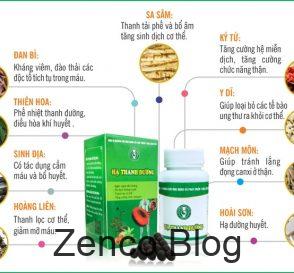 SA SÂM:
Thanh tải phế và bổ âm
tăng sinh dịch cơ thể.
ĐAN BÌ:
Kháng viêm, đào thải các
độc tố tích tụ trong máu.
THIÊN HOA:
Phế nhiệt thanh đường,
điều hòa khí huyết .
SINH ĐỊA:
Có tác dụng cầm
máu và bổ huyết.
HOÀNG LIÊN:
Thanh lọc cơ thể,
giảm mỡ máu
KỶ TỬ:
Tăng cường hệ miễn
dịch, tăng cường
chức năng thận.
Ý DĨ:
Giúp loại bỏ các tế bào
ung thư ra khỏi cơ thể.
MẠCH MÔN:
Giúp tránh lắng
đọng canxi ở thận.
HOÀI SƠN:
Hạ đường huyết.
HẠ THANH ĐƯỜNG
HẠ THANH ĐƯỜNG
Zenco Blog